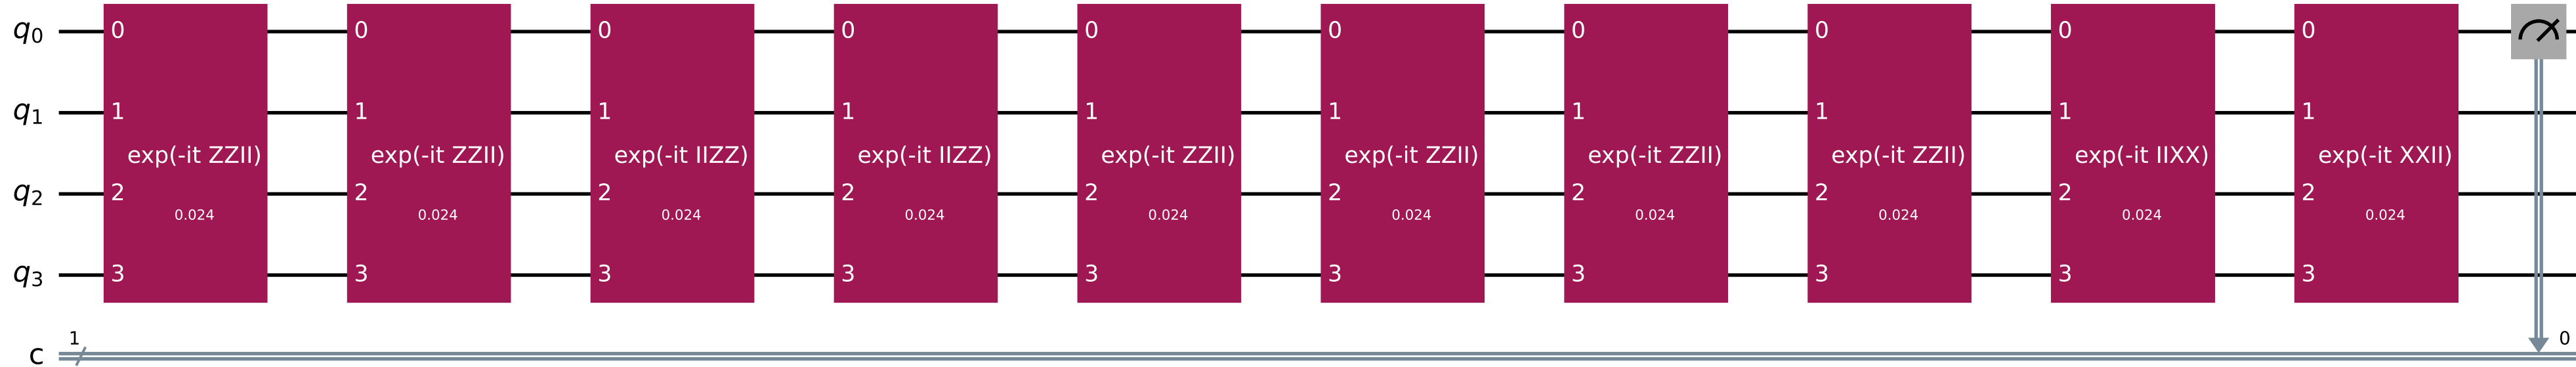 q0 0 0 0 0 0 0 0 0 0 0
q1 1 1 1 1 1 1 1 1 1 1
exp(-it ZZII) exp(-it ZZII) exp(-it IIZZ) exp(-it IIZZ) exp(-it ZZII) exp(-it ZZII) exp(-it ZZII) exp(-it ZZII) exp(-it IIXX) exp(-it XXII)
q2 2 2 2 2 2 2 2 2 2 2
0.024 0.024 0.024 0.024 0.024 0.024 0.024 0.024 0.024 0.024
q3 3 3 3 3 3 3 3 3 3 3
1 0
c